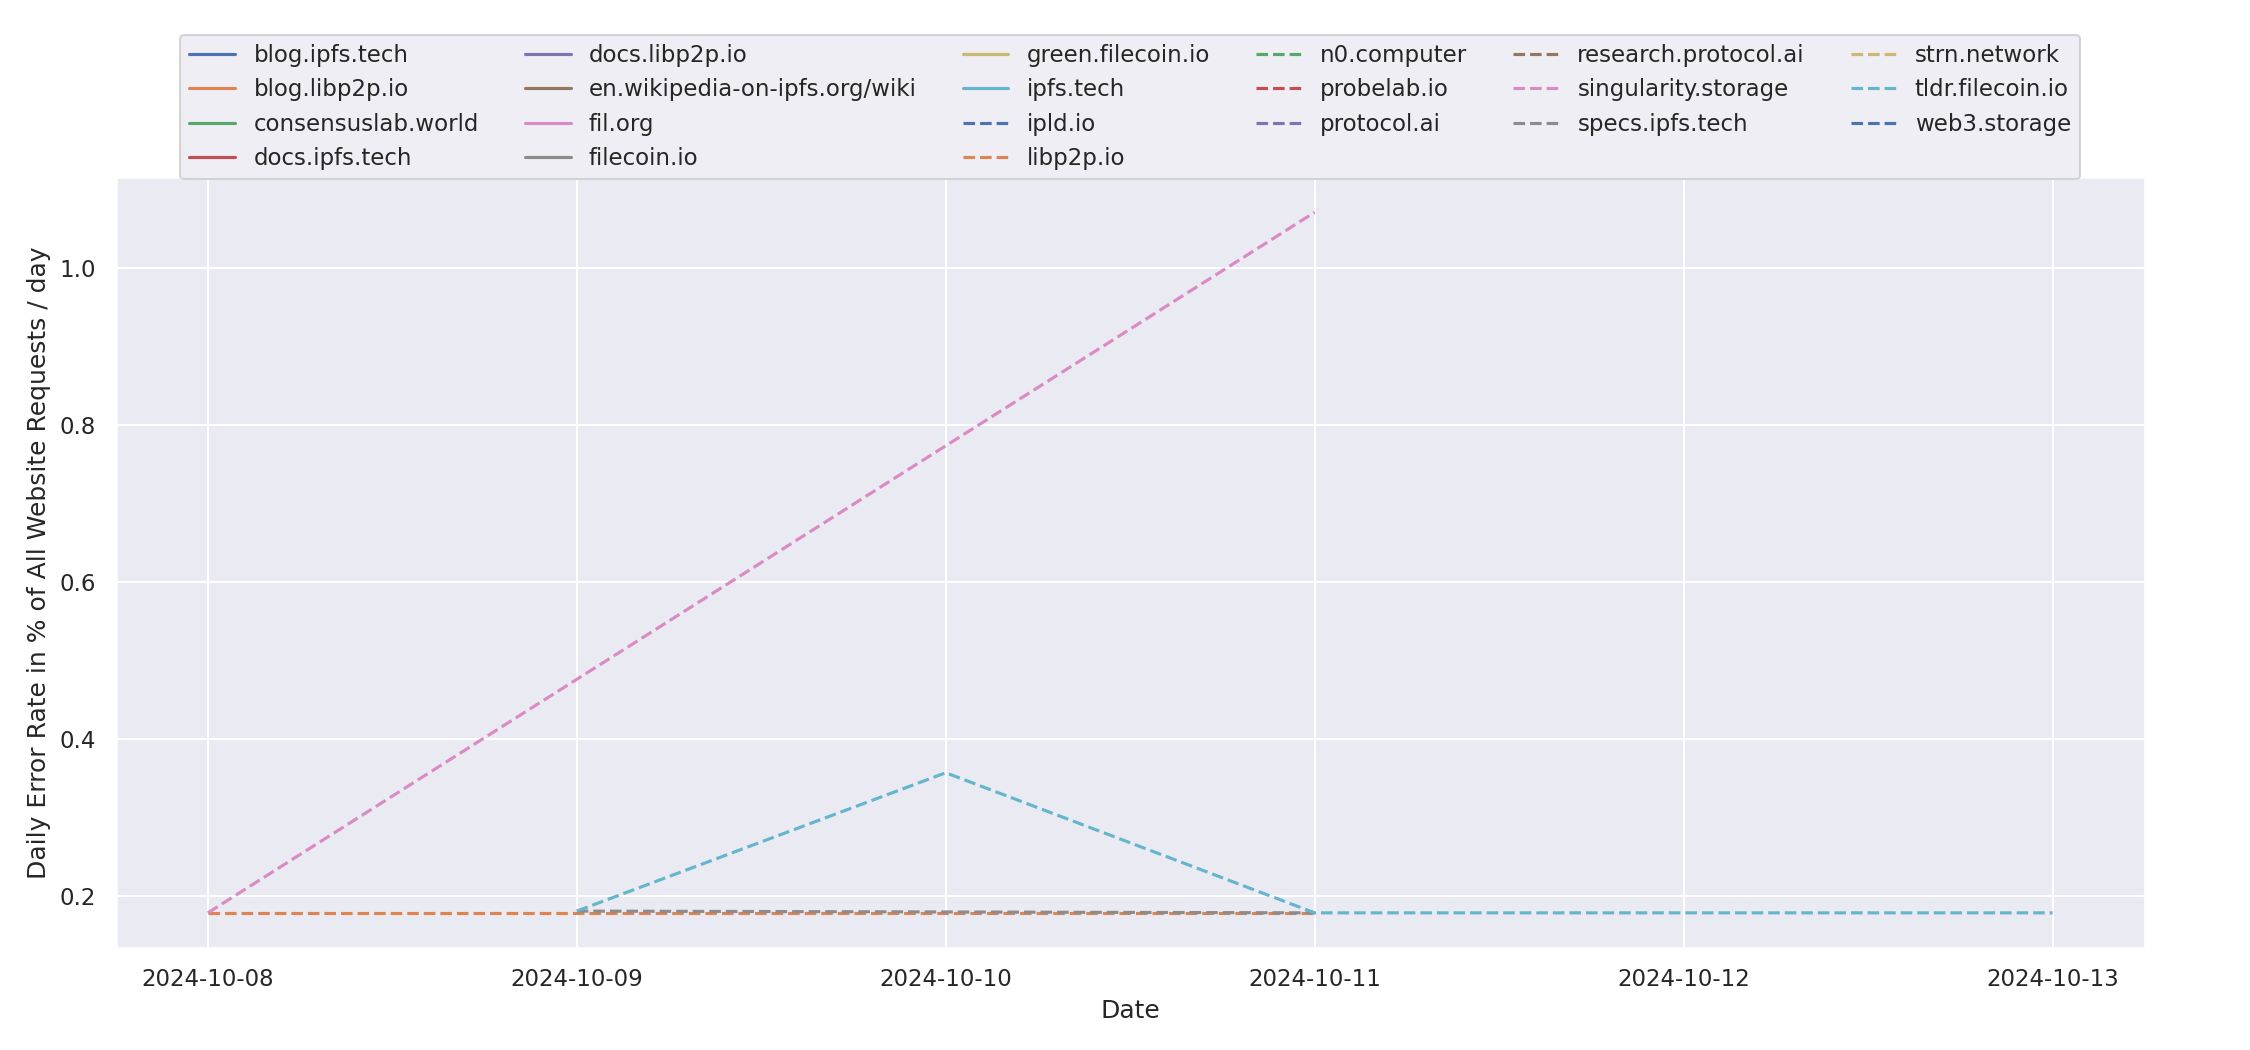 blog.ipfs.tech
blog.libp2p.io
consensuslab.world
docs.ipfs.tech
docs.libp2p.io
en.wikipedia-on-ipfs.org/wiki
fil.org
filecoin.io
green.filecoin.io
ipfs.tech
ipld.io
libp2p.io
n0.computer
probelab.io
protocol.ai
research.protocol.ai
singularity.storage
specs.ipfs.tech
strn.network
tldr.filecoin.io
web3.storage
Daily Error Rate in % of All Website Requests / day
1.0
0.8
0.6
0.4
0.2
2024-10-08
2024-10-09
2024-10-10
2024-10-11
2024-10-12
2024-10-13
Date